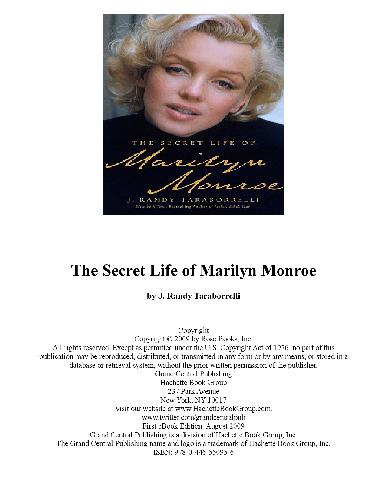 THE SECRET LIFE OF
Marilyn
Monroe
J. RANDY TARABORRELLI
The Secret Life of Marilyn Monroe
by J. Randy Taraborrelli
Copyright
Copyright © 2009 by Rose Books, Inc.
All rights reserved. Except as permitted under the U.S. Copyright Act of 1976, no part of this
publication may be reproduced, distributed, or transmitted in any form or by any means, or stored in a
database or retrieval system, without the prior written permission of the publisher.
Grand Central Publishing
Hachette Book Group
237 Park Avenue
New York, NY 10017
Visit our website at www.HachetteBookGroup.com.
www.twitter.com/grandcentralpub
First eBook Edition: August 2009
Grand Central Publishing is a division of Hachette Book Group, Inc.
The Grand Central Publishing name and logo is a trademark of Hachette Book Group, Inc.
ISBN: